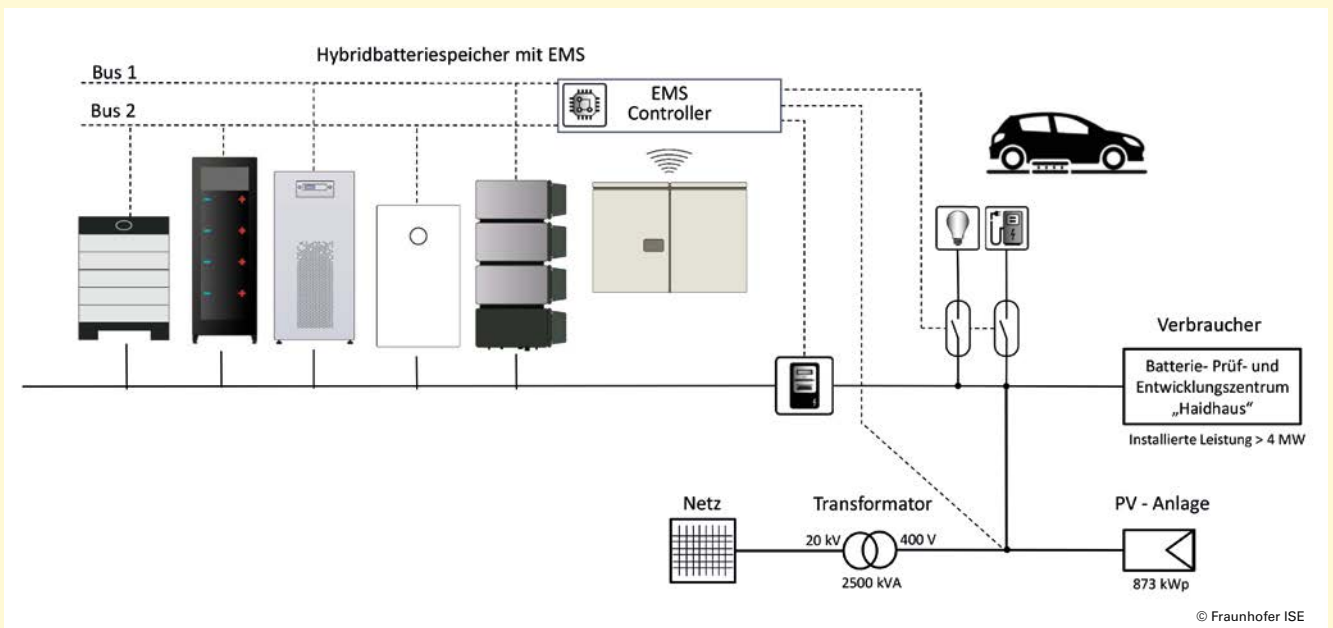 Hybridbatteriespeicher mit EMS
Bus 1
Bus 2
EMS
Controller
Verbraucher
Batterie- Prüf- und
Entwicklungszentrum
„Haidhaus“
Installierte Leistung > 4 MW
Netz
Transformator
PV - Anlage
20 kV
400 V
2500 kVA
873 kWp
© Fraunhofer ISE